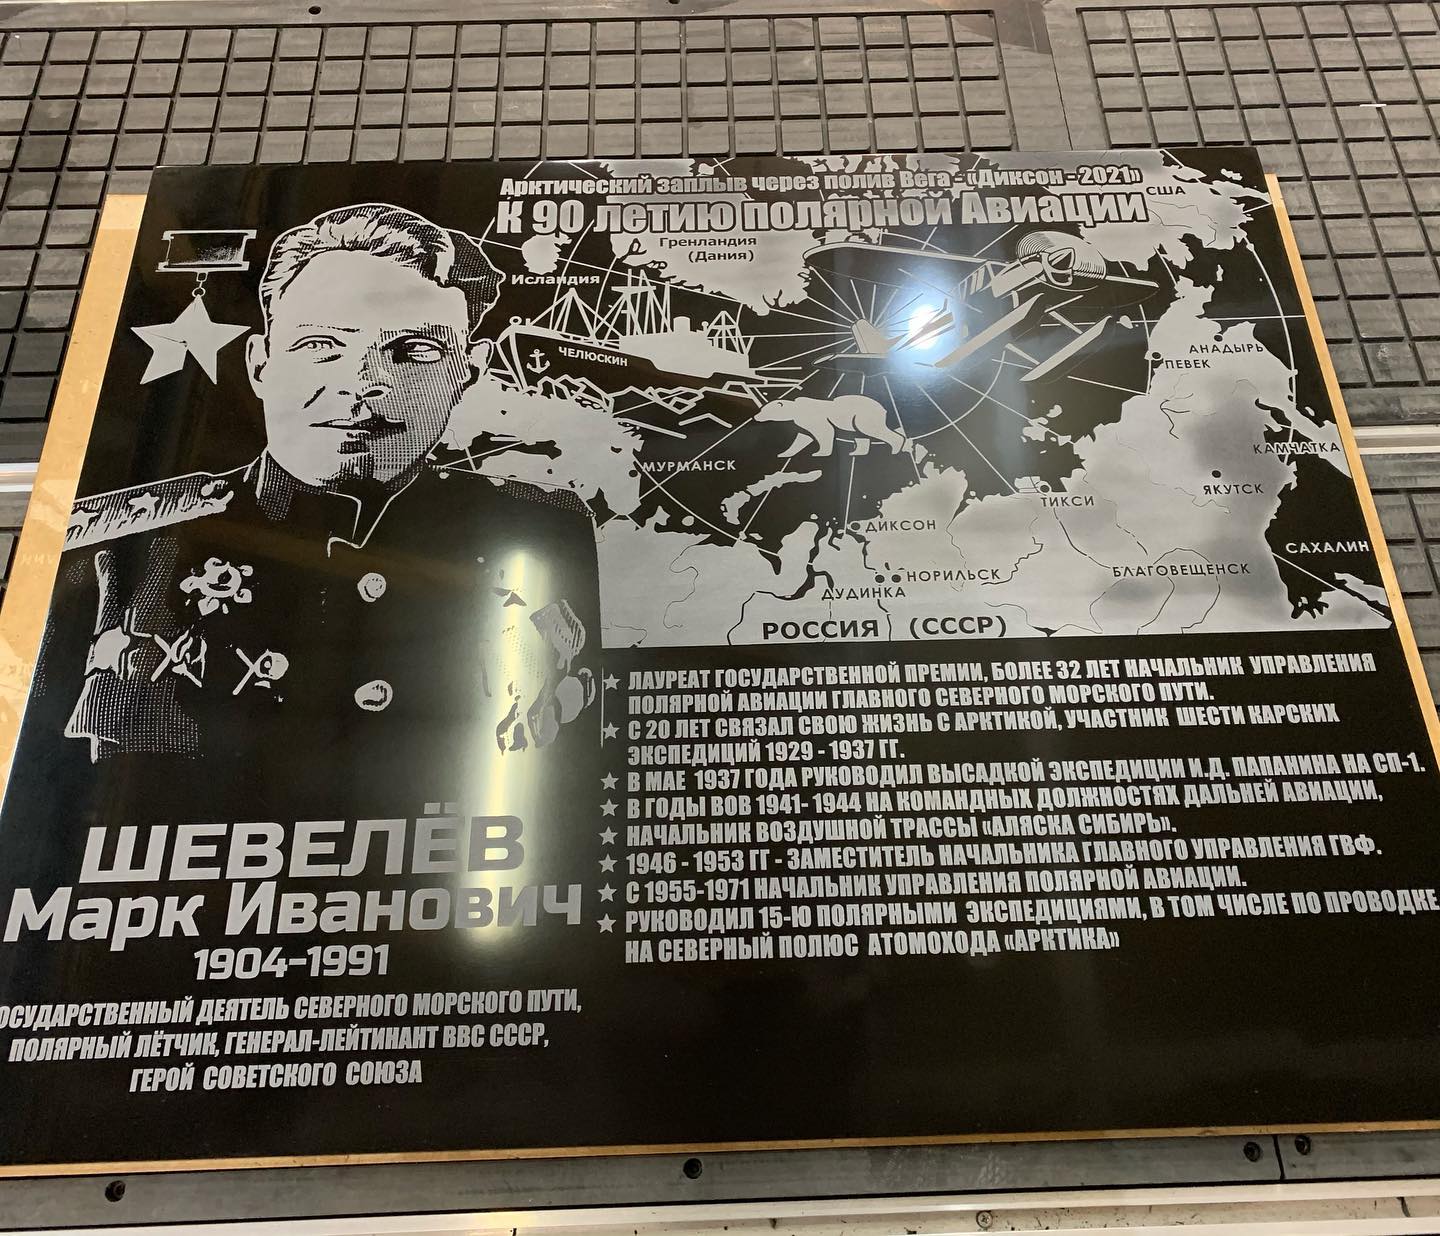 Арктический заплыв через полив Вега - «Диксон - 2021»
К 90 летию полярной Авиации
США
Гренландия
(Дания)
Исландия
ЧЕЛЮСКИН
АНАДЫРЬ
ПЕВЕК
КАМЧАТКА
МУРМАНСК
ЯКУТСК
ТИКСИ
ДИКСОН
САХАЛИН
НОРИЛЬСК
БЛАГОВЕЩЕНСК
ДУДИНКА
РОССИЯ (СССР)
ЛАУРЕАТ ГОСУДАРСТВЕННОЙ ПРЕМИИ, БОЛЕЕ 32 ЛЕТ НАЧАЛЬНИК УПРАВЛЕНИЯ
ПОЛЯРНОЙ АВИАЦИИ ГЛАВНОГО СЕВЕРНОГО МОРСКОГО ПУТИ.
С 20 ЛЕТ СВЯЗАЛ СВОЮ ЖИЗНЬ С АРКТИКОЙ, УЧАСТНИК ШЕСТИ КАРСКИХ
ЭКСПЕДИЦИЙ 1929 - 1937 ГГ.
В МАЕ 1937 ГОДА РУКОВОДИЛ ВЫСАДКОЙ ЭКСПЕДИЦИИ И.Д. ПАПАНИНА НА СП-1.
В ГОДЫ ВОВ 1941- 1944 НА КОМАНДНЫХ ДОЛЖНОСТЯХ ДАЛЬНЕЙ АВИАЦИИ,
НАЧАЛЬНИК ВОЗДУШНОЙ ТРАССЫ «АЛЯСКА СИБИРЬ».
1946 - 1953 ГГ - ЗАМЕСТИТЕЛЬ НАЧАЛЬНИКА ГЛАВНОГО УПРАВЛЕНИЯ ГВФ.
С 1955-1971 НАЧАЛЬНИК УПРАВЛЕНИЯ ПОЛЯРНОЙ АВИАЦИИ.
РУКОВОДИЛ 15-Ю ПОЛЯРНЫМИ ЭКСПЕДИЦИЯМИ, В ТОМ ЧИСЛЕ ПО ПРОВОДКЕ
НА СЕВЕРНЫЙ ПОЛЮС АТОМОХОДА «АРКТИКА»
ШЕВЕЛЁВ
Марк Иванович
1904-1991
ОСУДАРСТВЕННЫЙ ДЕЯТЕЛЬ СЕВЕРНОГО МОРСКОГО ПУТИ,
ПОЛЯРНЫЙ ЛЁТЧИК, ГЕНЕРАЛ-ЛЕЙТИНАНТ ВВС СССР,
ГЕРОЙ СОВЕТСКОГО СОЮЗА